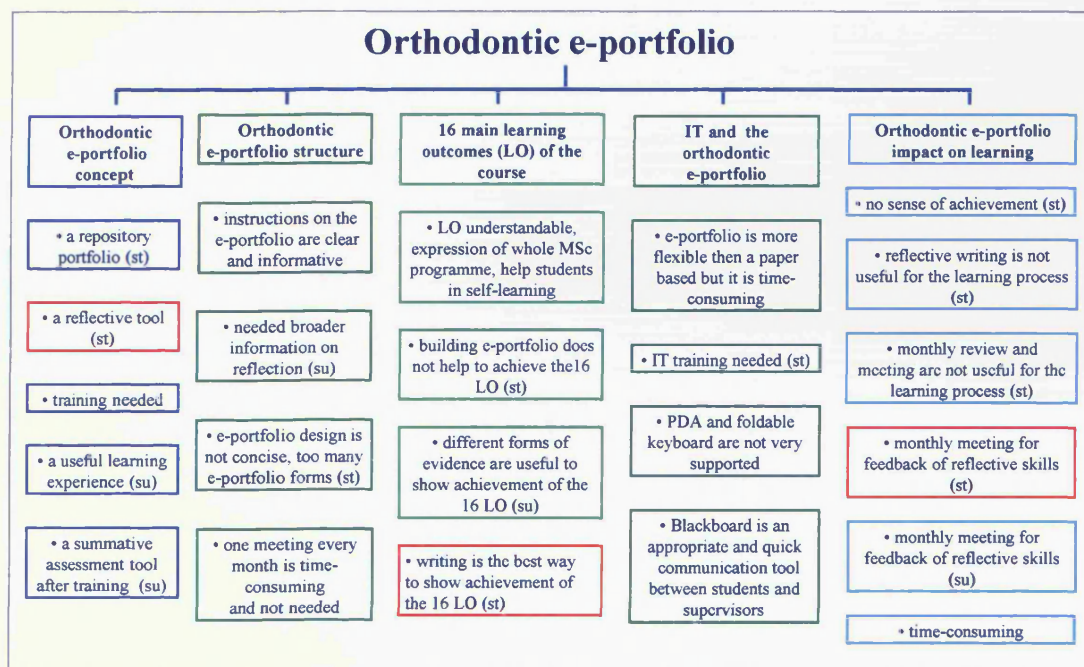 Orthodontic e-portfolio
Orthodontic
e-portfolio
concept
• a repository
portfolio (st)
• a reflective tool
(st)
• training needed
• a useful learning
experience (su)
• a summative
assessment tool
after training (su)
Orthodontic
e-portfolio structure
• instructions on the
e-portfolio are clear
and informative
• needed broader
information on
reflection (su)
• e-portfolio design is
not concise, too many
e-portfolio forms (st)
• one meeting every
month is time-
consuming
and not needed
16 main learning
outcomes (LO) of the
course
• LO understandable,
expression of whole MSc
programme, help students
in self-learning
• building e-portfolio does
not help to achieve the16
LO (st)
• different forms of
evidence are useful to
show achievement of the
16 LO (su)
• writing is the best way
to show achievement of
the 16 LO (st)
IT and the
orthodontic
e-portfolio
• e-portfolio is more
flexible then a paper
based but it is time-
consuming
• IT training needed (st)
• PDA and foldable
keyboard are not very
supported
• Blackboard is an
appropriate and quick
communication tool
between students and
supervisors
Orthodontic e-portfolio
impact on learning
• no sense of achievement (st)
• reflective writing is not
useful for the learning process
(st)
• monthly review and
meeting are not useful for the
learning process (st)
• monthly meeting for
feedback of reflective skills
(st)
• monthly meeting for
feedback of reflective skills
(su)
• time-consuming